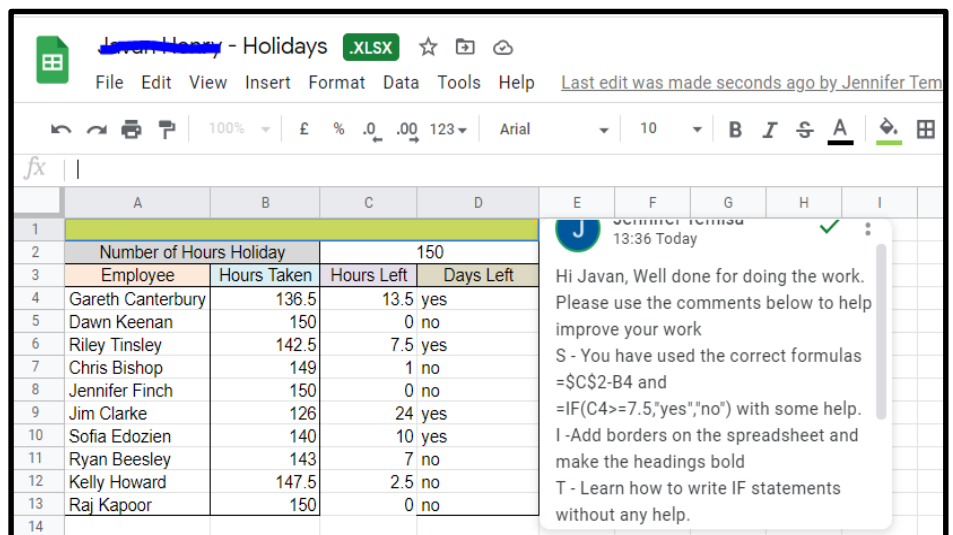 - Holidays .XLSX
File Edit View Insert Format Data Tools Help Last edit was made seconds ago by Jennifer Tem
100% £ % .0 .00 123 Arial 10 B I S A
fx
A B C D E F G H I
1
2 Number of Hours Holiday 150
3 Employee Hours Taken Hours Left Days Left
4 Gareth Canterbury 136.5 13.5 yes
5 Dawn Keenan 150 0 no
6 Riley Tinsley 142.5 7.5 yes
7 Chris Bishop 149 1 no
8 Jennifer Finch 150 0 no
9 Jim Clarke 126 24 yes
10 Sofia Edozien 140 10 yes
11 Ryan Beesley 143 7 no
12 Kelly Howard 147.5 2.5 no
13 Raj Kapoor 150 0 no
14
J
13:36 Today
Hi Javan, Well done for doing the work.
Please use the comments below to help
improve your work
S - You have used the correct formulas
=$C$2-B4 and
=IF(C4>=7.5,"yes","no") with some help.
I -Add borders on the spreadsheet and
make the headings bold
T - Learn how to write IF statements
without any help.